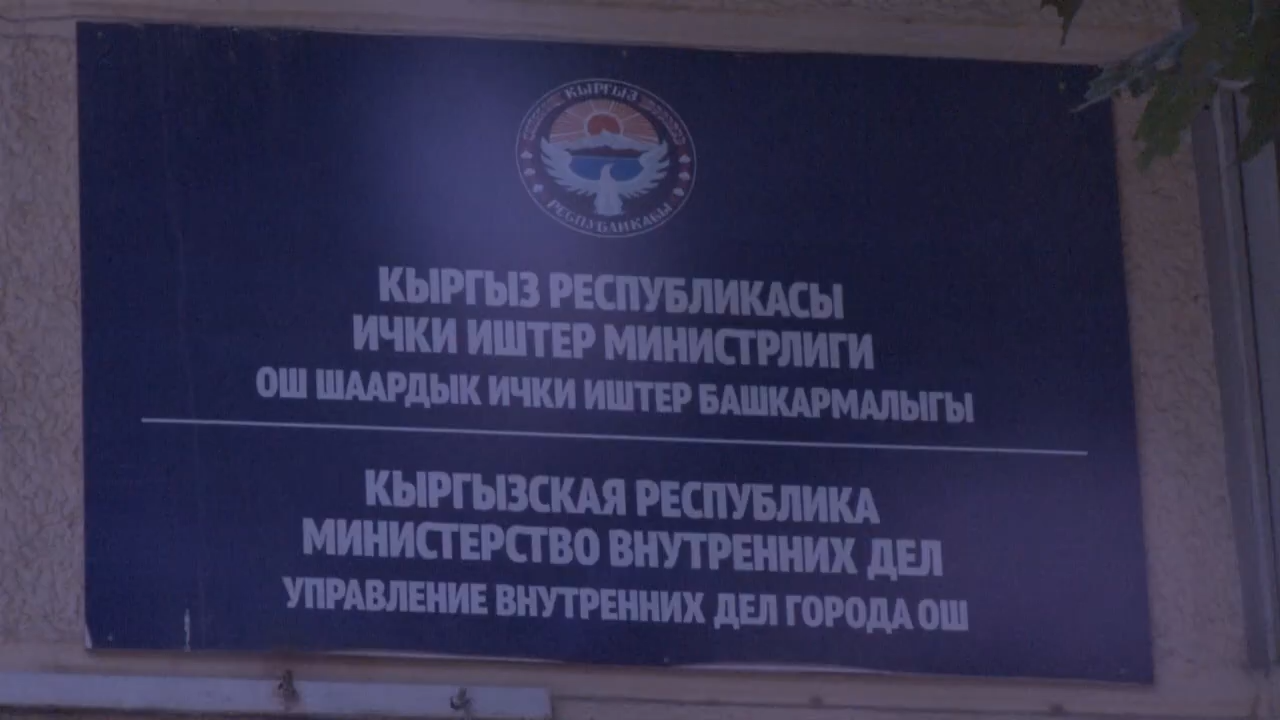 КЫРГЫЗ
РЕСПУБЛИКАСЫ
КЫРГЫЗ РЕСПУБЛИКАСЫ
ИЧКИ ИШТЕР МИНИСТРЛИГИ
ОШ ШААРДЫК ИЧКИ ИШТЕР БАШКАРМАЛЫГЫ
КЫРГЫЗСКАЯ РЕСПУБЛИКА
МИНИСТЕРСТВО ВНУТРЕННИХ ДЕЛ
УПРАВЛЕНИЕ ВНУТРЕННИХ ДЕЛ ГОРОДА ОШ